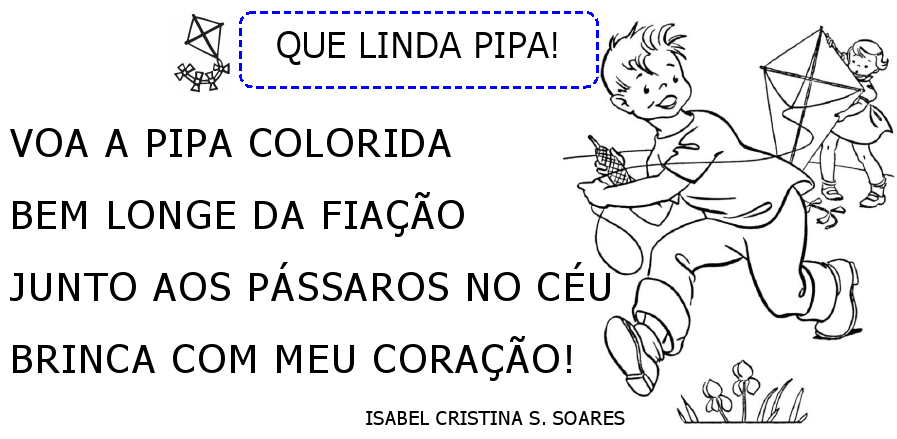 QUE LINDA PIPA!
VOA A PIPA COLORIDA
BEM LONGE DA FIAÇÃO
JUNTO AOS PÁSSAROS NO CÉU
BRINCA COM MEU CORAÇÃO!
ISABEL CRISTINA S. SOARES